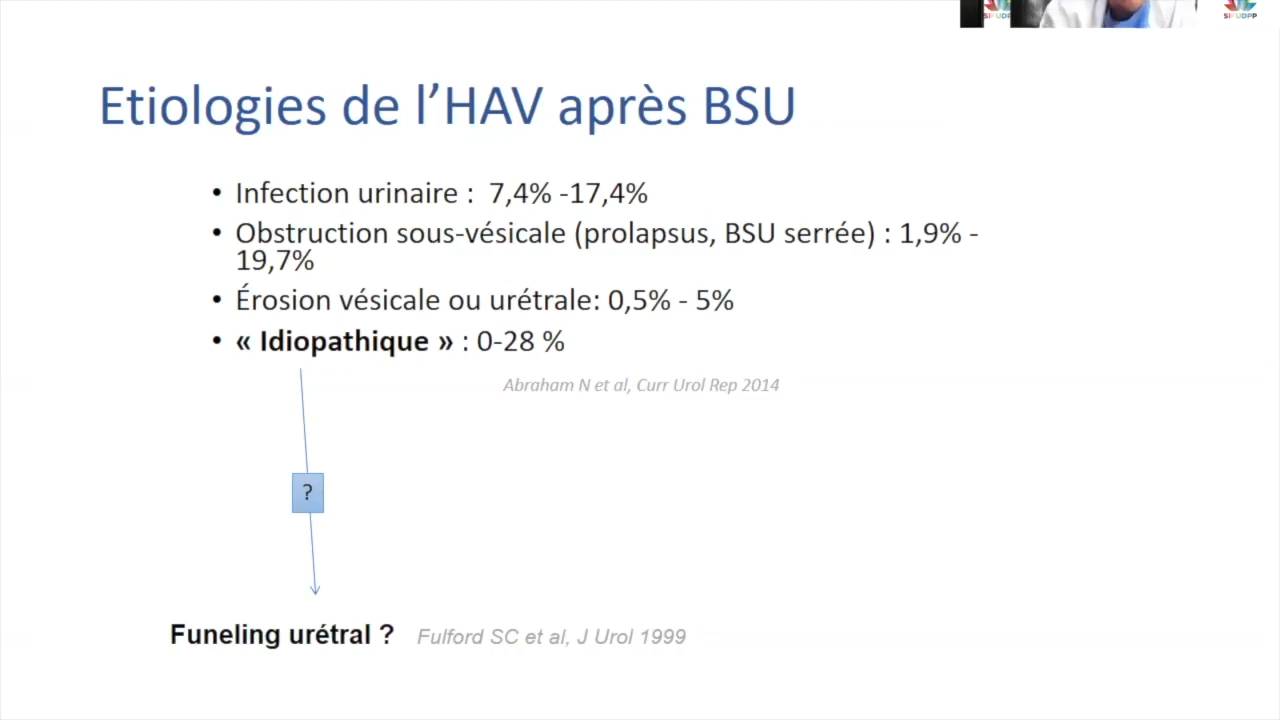 SIFUDPP
Etiologies de l’HAV après BSU
• Infection urinaire :  7,4% -17,4%
• Obstruction sous-vésicale (prolapsus, BSU serrée) : 1,9% -
19,7%
• Érosion vésicale ou urétrale: 0,5% - 5%
• « Idiopathique » : 0-28 %
Abraham N et al, Curr Urol Rep 2014
?
Funeling urétral ? Fulford SC et al, J Urol 1999